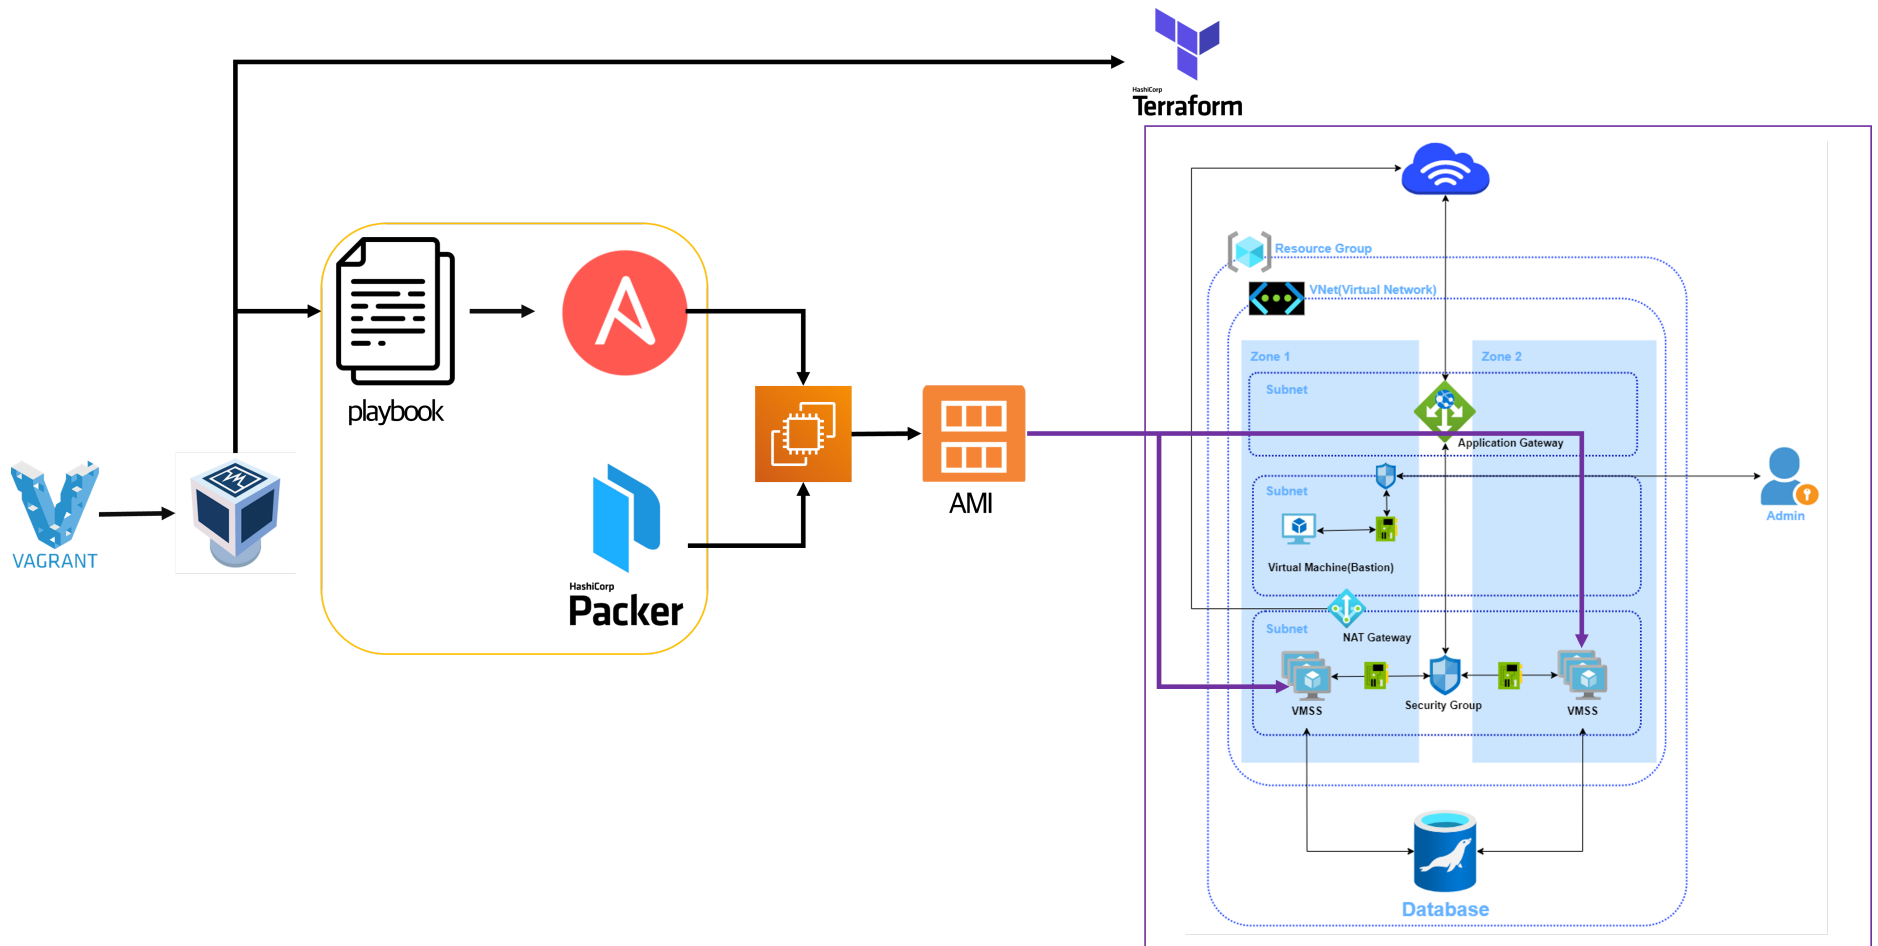 HashiCorp
Terraform
Resource Group
VNet(Virtual Network)
Zone 1
Zone 2
Subnet
Application Gateway
playbook
VAGRANT
AMI
Subnet
Admin
Virtual Machine(Bastion)
HashiCorp
Packer
Subnet
NAT Gateway
VMSS
Security Group
VMSS
Database